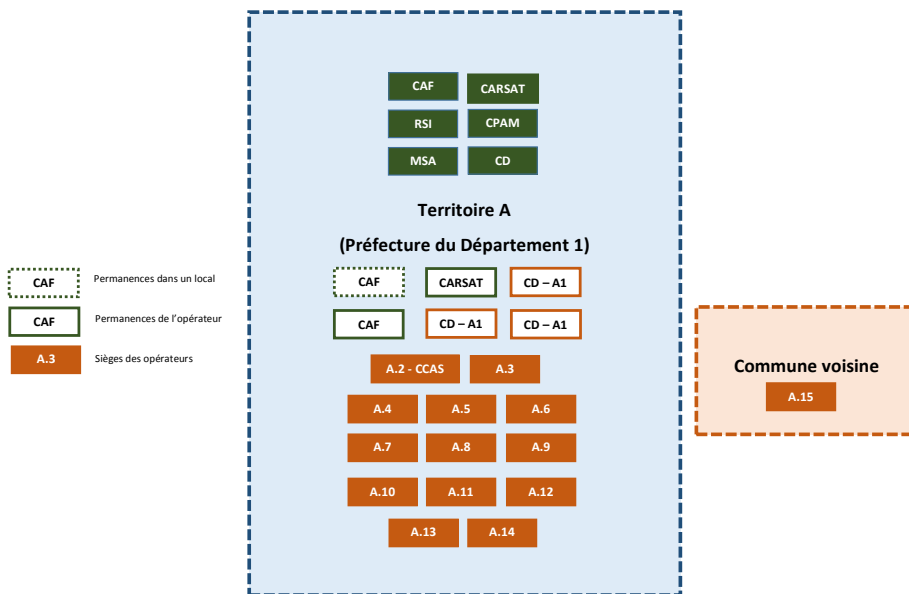 CAF CARSAT
RSI CPAM
MSA CD
Territoire A
(Préfecture du Département 1)
CAF Permanences dans un local
CAF Permanences de l'opérateur
A.3 Sièges des opérateurs
CAF CARSAT CD – A1
CAF CD – A1 CD – A1
A.2 - CCAS A.3
A.4 A.5 A.6
A.7 A.8 A.9
A.10 A.11 A.12
A.13 A.14
Commune voisine
A.15